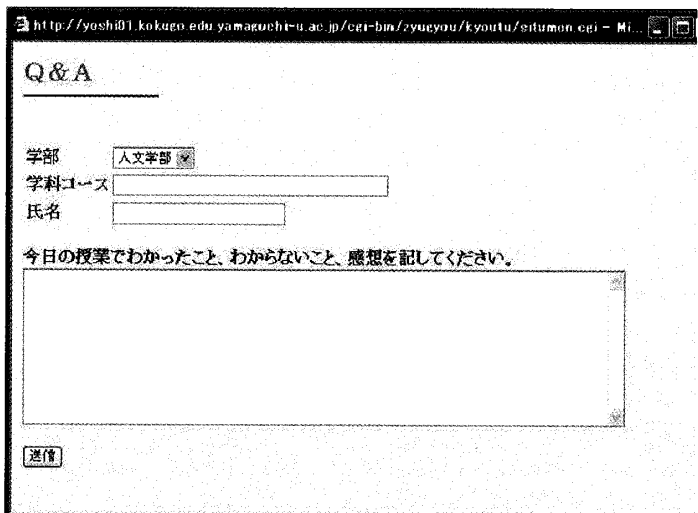 http://yoshi01.kokugo.edu.yamaguchi-u.ac.jp/cgi-bin/zyugyou/kyoutu/situmon.cgi - Mi...
Q&A
学部 人文学部
学科コース
氏名
今日の授業でわかったこと、わからないこと、感想を記してください。
送信